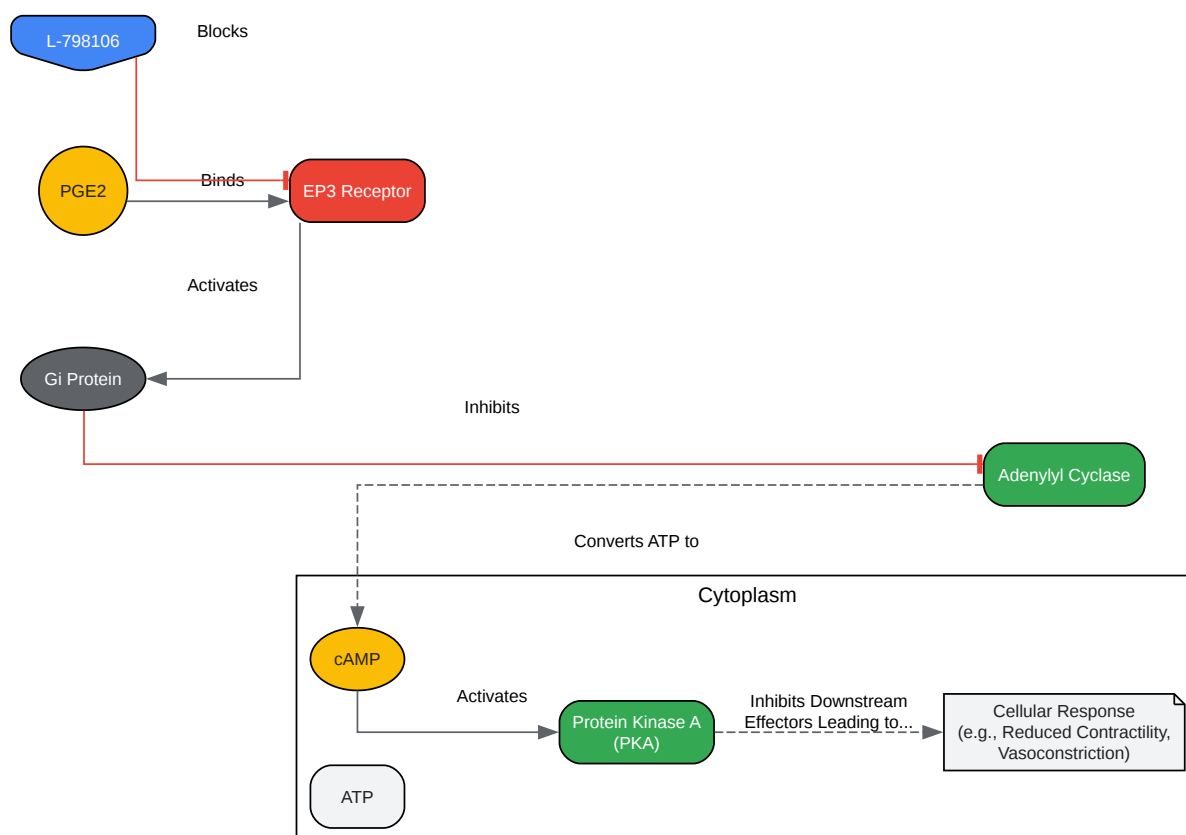 L-798106
Blocks
PGE2
Binds
EP3 Receptor
Activates
Gi Protein
Inhibits
Adenylyl Cyclase
Converts ATP to
Cytoplasm
cAMP
Activates
Protein Kinase A
(PKA)
Inhibits Downstream
Effectors Leading to...
Cellular Response
(e.g., Reduced Contractility,
Vasoconstriction)
ATP